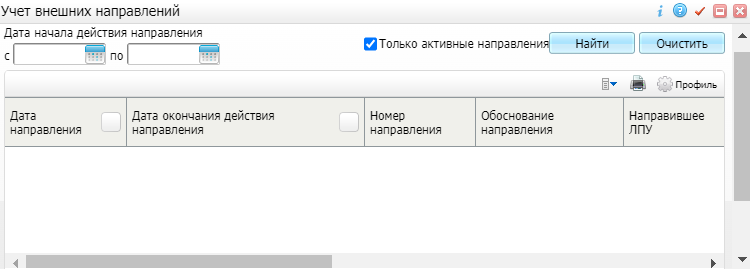 Учет внешних направлений
Дата начала действия направления
с по Только активные направления Найти Очистить
Профиль
Дата направления
Дата окончания действия направления
Номер направления
Обоснование направления
Направившее ЛПУ